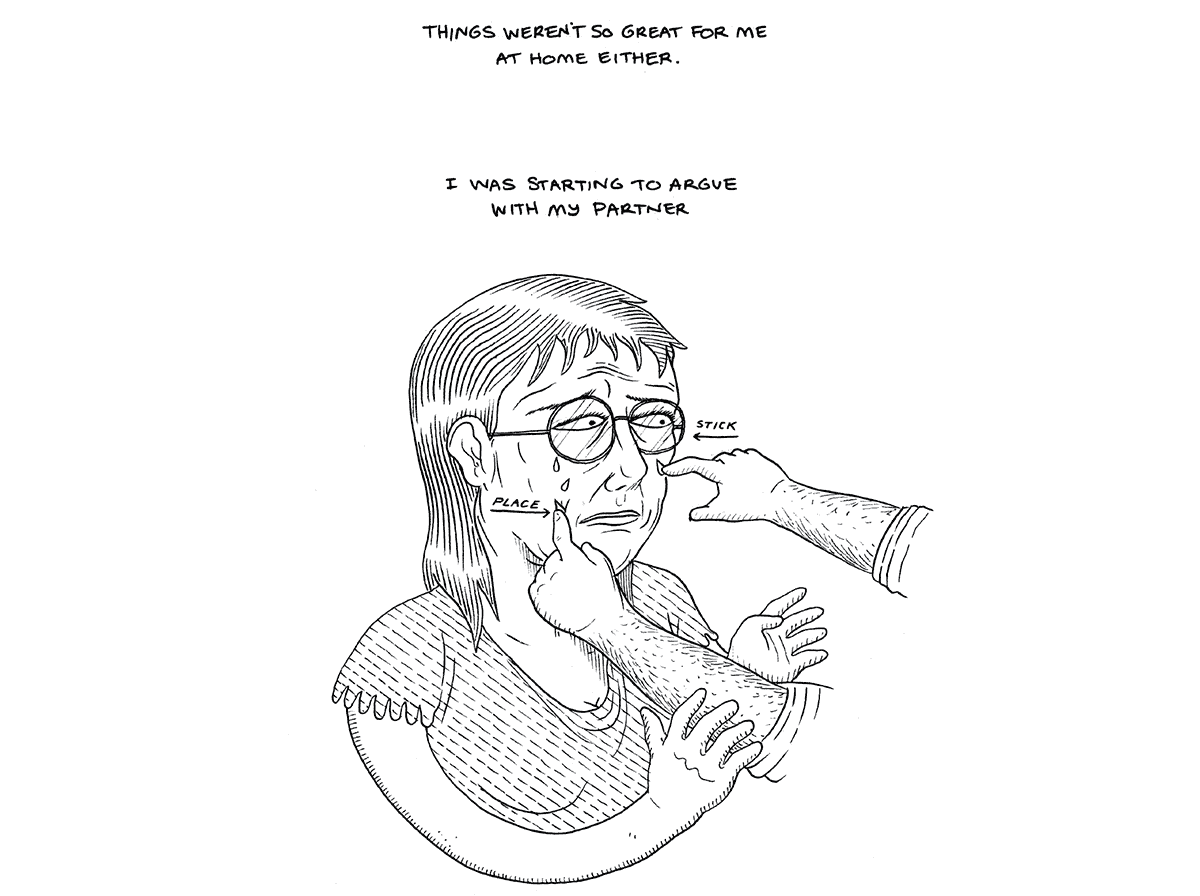 THINGS WEREN'T SO GREAT FOR ME
AT HOME EITHER.
I WAS STARTING TO ARGUE
WITH MY PARTNER
STICK
PLACE